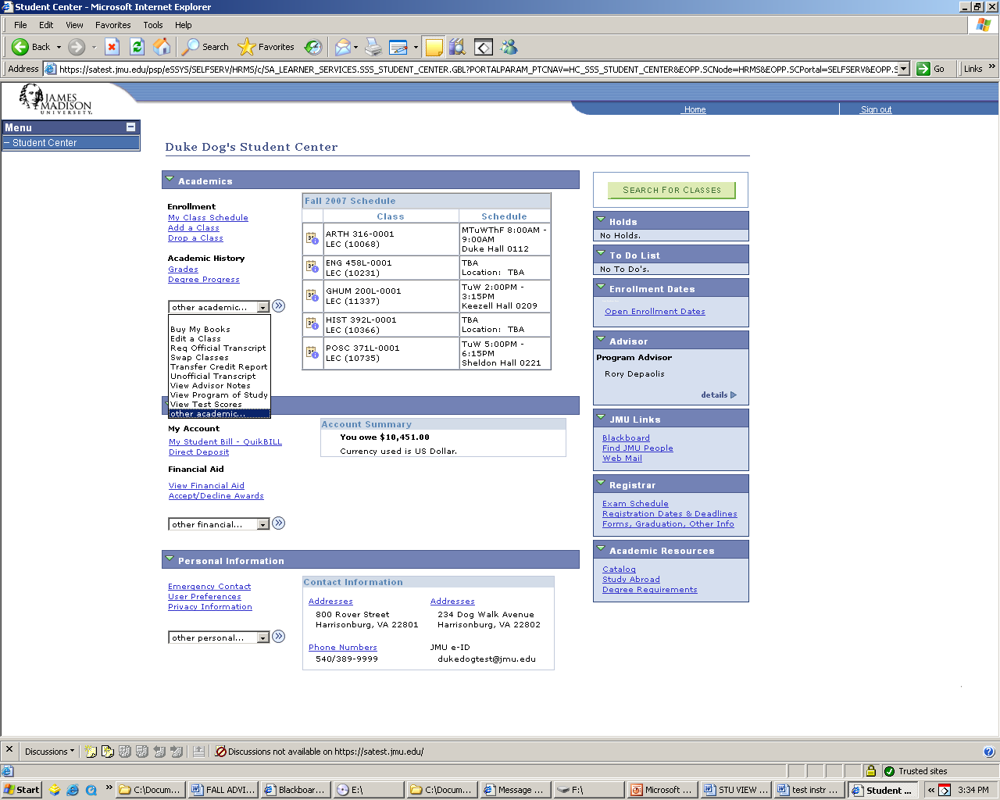 Student Center - Microsoft Internet Explorer
File Edit View Favorites Tools Help
Back Search Favorites
Address https://satest.jmu.edu/psp/eSSYS/SELFSERV/HRMS/c/SA_LEARNER_SERVICES.SSS_STUDENT_CENTER.GBL?PORTALPARAM_PTCNAV=HC_SSS_STUDENT_CENTER&EOPP.SCNode=HRMS&EOPP.SCPortal=SELFSERV&EOPP.S Go Links »
JAMES
MADISON
UNIVERSITY.
Home Sign out
Menu
Student Center
Duke Dog's Student Center
Academics
Enrollment
My Class Schedule
Add a Class
Drop a Class
Academic History
Grades
Degree Progress
other academic...
Buy My Books
Edit a Class
Req Official Transcript
Swap Classes
Transfer Credit Report
Unofficial Transcript
View Advisor Notes
View Program of Study
View Test Scores
other academic...
Fall 2007 Schedule
Class Schedule
ARTH 316-0001
LEC (10068)
MTuWThF 8:00AM -
9:00AM
Duke Hall 0112
ENG 458L-0001
LEC (10231)
TBA
Location: TBA
GHUM 200L-0001
LEC (11337)
TuW 2:00PM -
3:15PM
Keezell Hall 0209
HIST 392L-0001
LEC (10366)
TBA
Location: TBA
POSC 371L-0001
LEC (10735)
TuW 5:00PM -
6:15PM
Sheldon Hall 0221
My Account
My Student Bill - QuikBILL
Direct Deposit
Financial Aid
View Financial Aid
Accept/Decline Awards
other financial...
Account Summary
You owe $10,451.00
Currency used is US Dollar.
Personal Information
Emergency Contact
User Preferences
Privacy Information
other personal...
Contact Information
Addresses
800 Rover Street
Harrisonburg, VA 22801
Addresses
234 Dog Walk Avenue
Harrisonburg, VA 22802
Phone Numbers
540/389-9999
JMU e-ID
dukedogtest@jmu.edu
SEARCH FOR CLASSES
Holds
No Holds.
To Do List
No To Do's.
Enrollment Dates
Open Enrollment Dates
Advisor
Program Advisor
Rory Depaolis
details
JMU Links
Blackboard
Find JMU People
Web Mail
Registrar
Exam Schedule
Registration Dates & Deadlines
Forms, Graduation, Other Info
Academic Resources
Catalog
Study Abroad
Degree Requirements
Discussions Discussions not available on https://satest.jmu.edu/
Trusted sites
Start » C:\Docum... FALL ADVI... Blackboar... E:\ C:\Docum... Message ... F:\ Microsoft ... STU VIEW ... test instr ... Student ... « 3:34 PM